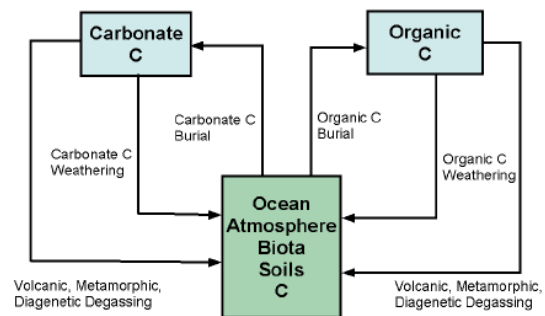 Carbonate
C
Organic
C
Carbonate C
Burial
Organic C
Burial
Carbonate C
Weathering
Organic C
Weathering
Ocean
Atmosphere
Biota
Soils
C
Volcanic, Metamorphic,
Diagenetic Degassing
Volcanic, Metamorphic,
Diagenetic Degassing